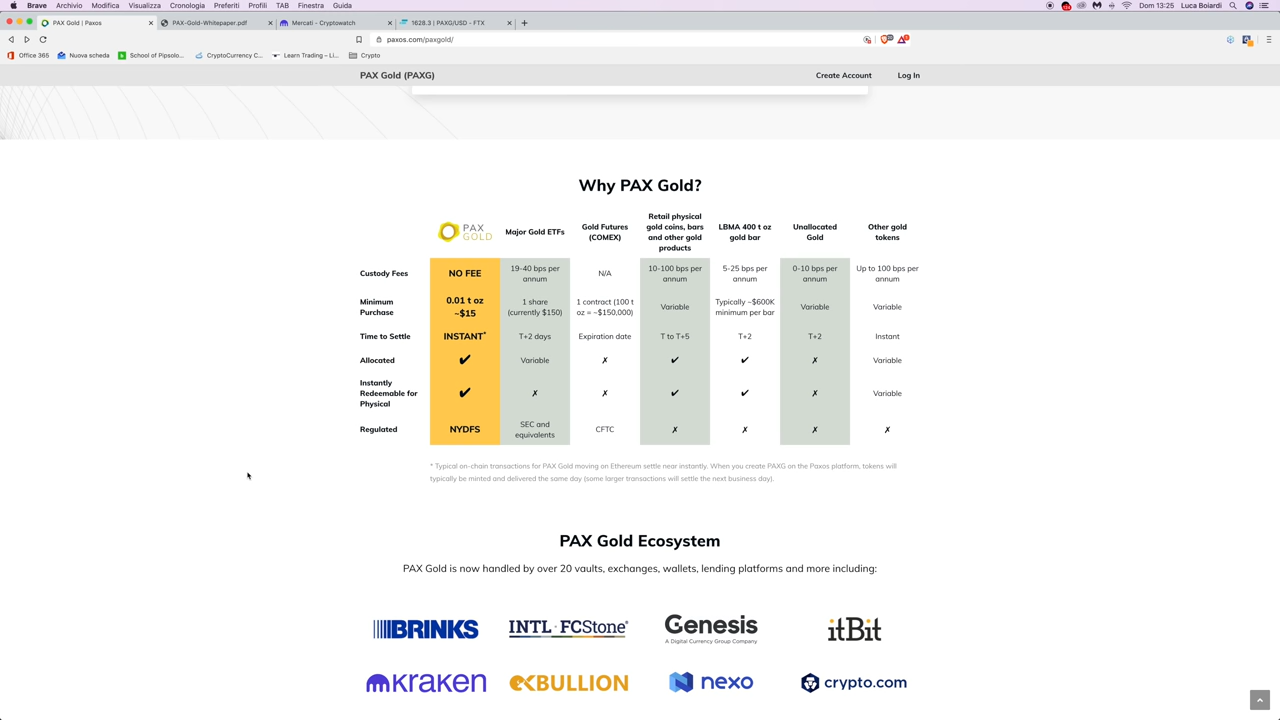 Brave Archivio Modifica Visualizza Cronologia Preferiti Profili TAB Finestra Guida Dom 13:25 Luca Boiardi
PAX Gold | Paxos PAX-Gold-Whitepaper.pdf Mercati - Cryptowatch 1628.3 | PAXG/USD - FTX
paxos.com/paxgold/
Office 365 Nuova scheda School of Pipsolo... CryptoCurrency C... Learn Trading – Li... Crypto
PAX Gold (PAXG) Create Account Log In
Why PAX Gold?
PAX GOLD Major Gold ETFs Gold Futures (COMEX) Retail physical gold coins, bars and other gold products LBMA 400 t oz gold bar Unallocated Gold Other gold tokens
Custody Fees NO FEE 19-40 bps per annum N/A 10-100 bps per annum 5-25 bps per annum 0-10 bps per annum Up to 100 bps per annum
Minimum Purchase 0.01 t oz ~$15 1 share (currently $150) 1 contract (100 t oz = ~$150,000) Variable Typically ~$600K minimum per bar Variable Variable
Time to Settle INSTANT* T+2 days Expiration date T to T+5 T+2 T+2 Instant
Allocated ✔ Variable ✗ ✔ ✔ ✗ Variable
Instantly Redeemable for Physical ✔ ✗ ✗ ✔ ✔ ✗ Variable
Regulated NYDFS SEC and equivalents CFTC ✗ ✗ ✗ ✗
* Typical on-chain transactions for PAX Gold moving on Ethereum settle near instantly. When you create PAXG on the Paxos platform, tokens will
typically be minted and delivered the same day (some larger transactions will settle the next business day).
PAX Gold Ecosystem
PAX Gold is now handled by over 20 vaults, exchanges, wallets, lending platforms and more including:
BRINKS INTL FCStone Genesis itBit
A Digital Currency Group Company
kraken BULLION nexo crypto.com